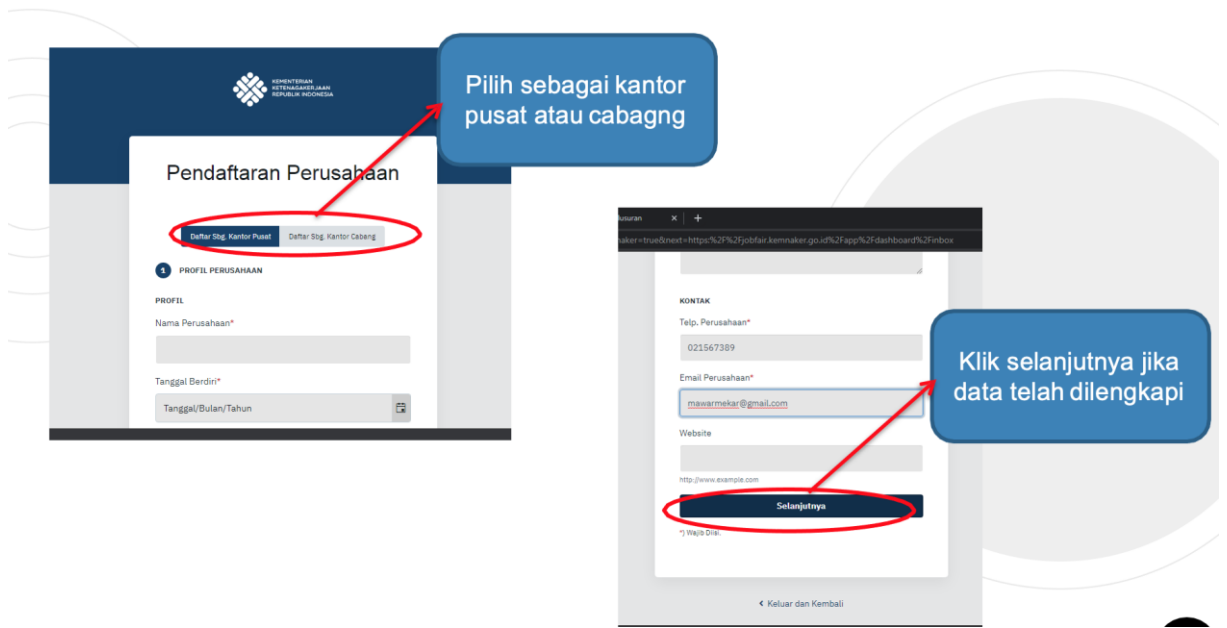 KEMENTERIAN
KETENAGAKERJAAN
REPUBLIK INDONESIA
Pilih sebagai kantor
pusat atau cabagng
Pendaftaran Perusahaan
Daftar Sbg. Kantor Pusat
Daftar Sbg. Kantor Cabang
1 PROFIL PERUSAHAAN
PROFIL
Nama Perusahaan*
Tanggal Berdiri*
Tanggal/Bulan/Tahun
usuran × +
naker=true&next=https:%2F%2Fjobfair.kemnaker.go.id%2Fapp%2Fdashboard%2Finbox
KONTAK
Telp. Perusahaan*
021567389
Email Perusahaan*
mawarmekar@gmail.com
Website
http://www.example.com
Selanjutnya
*) Wajib Diisi.
Keluar dan Kembali
Klik selanjutnya jika
data telah dilengkapi